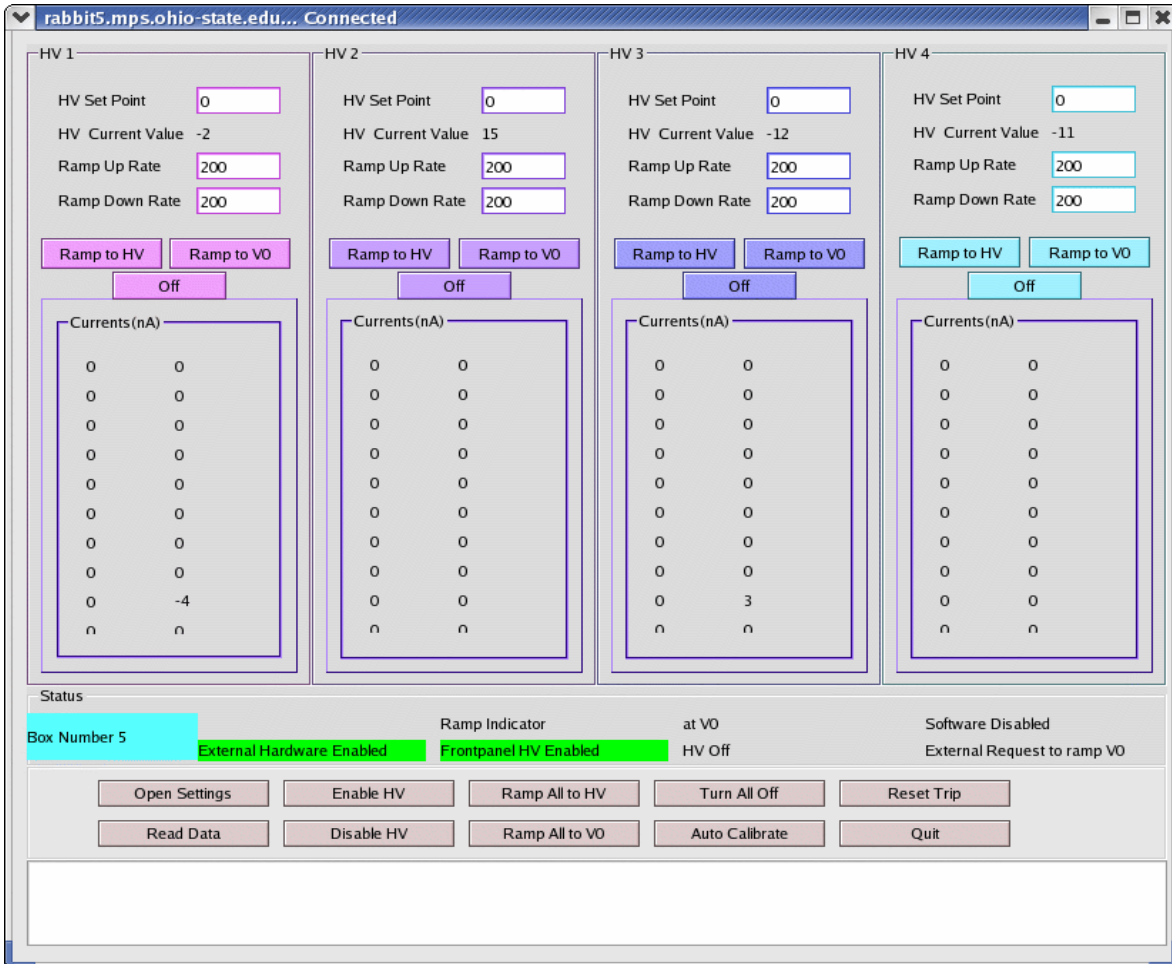 rabbit5.mps.ohio-state.edu... Connected
HV 1
HV Set Point 0
HV Current Value -2
Ramp Up Rate 200
Ramp Down Rate 200
Ramp to HV Ramp to V0
Off
Currents(nA)
0 0
0 0
0 0
0 0
0 0
0 0
0 0
0 0
0 -4
0 0
HV 2
HV Set Point 0
HV Current Value 15
Ramp Up Rate 200
Ramp Down Rate 200
Ramp to HV Ramp to V0
Off
Currents(nA)
0 0
0 0
0 0
0 0
0 0
0 0
0 0
0 0
0 0
0 0
HV 3
HV Set Point 0
HV Current Value -12
Ramp Up Rate 200
Ramp Down Rate 200
Ramp to HV Ramp to V0
Off
Currents(nA)
0 0
0 0
0 0
0 0
0 0
0 0
0 0
0 0
0 3
0 0
HV 4
HV Set Point 0
HV Current Value -11
Ramp Up Rate 200
Ramp Down Rate 200
Ramp to HV Ramp to V0
Off
Currents(nA)
0 0
0 0
0 0
0 0
0 0
0 0
0 0
0 0
0 0
0 0
Status
Box Number 5
Ramp Indicator at V0 Software Disabled
External Hardware Enabled Frontpanel HV Enabled HV Off External Request to ramp V0
Open Settings Enable HV Ramp All to HV Turn All Off Reset Trip
Read Data Disable HV Ramp All to V0 Auto Calibrate Quit